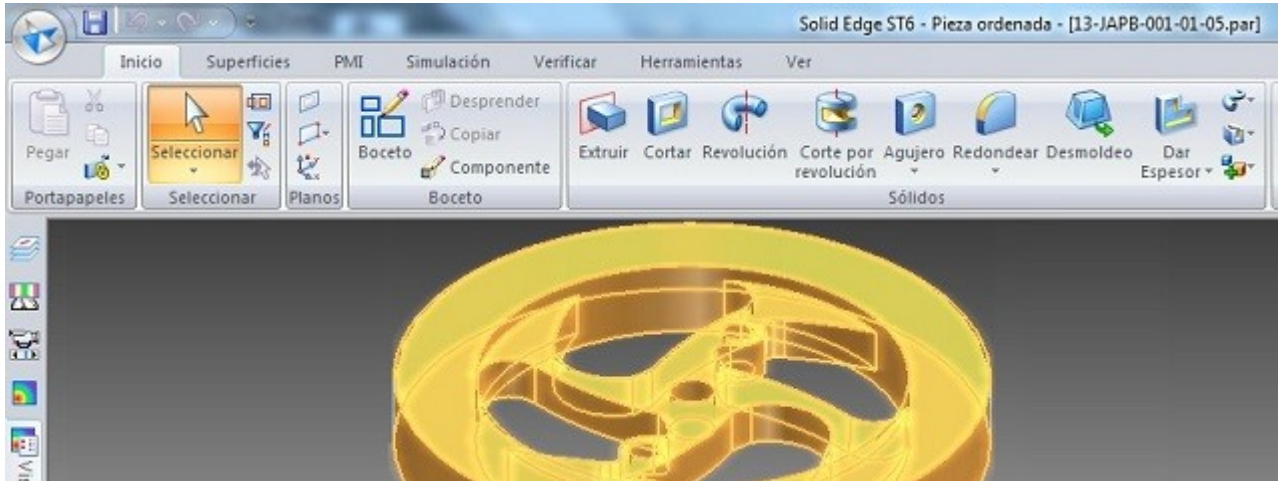 Solid Edge ST6 - Pieza ordenada - [13-JAPB-001-01-05.par]
Inicio Superficies PMI Simulación Verificar Herramientas Ver
Pegar
Portapapeles
Seleccionar
Seleccionar
Planos
Boceto
Desprender
Copiar
Componente
Boceto
Extruir Cortar Revolución Corte por revolución Agujero Redondear Desmoldeo Dar Espesor
Sólidos